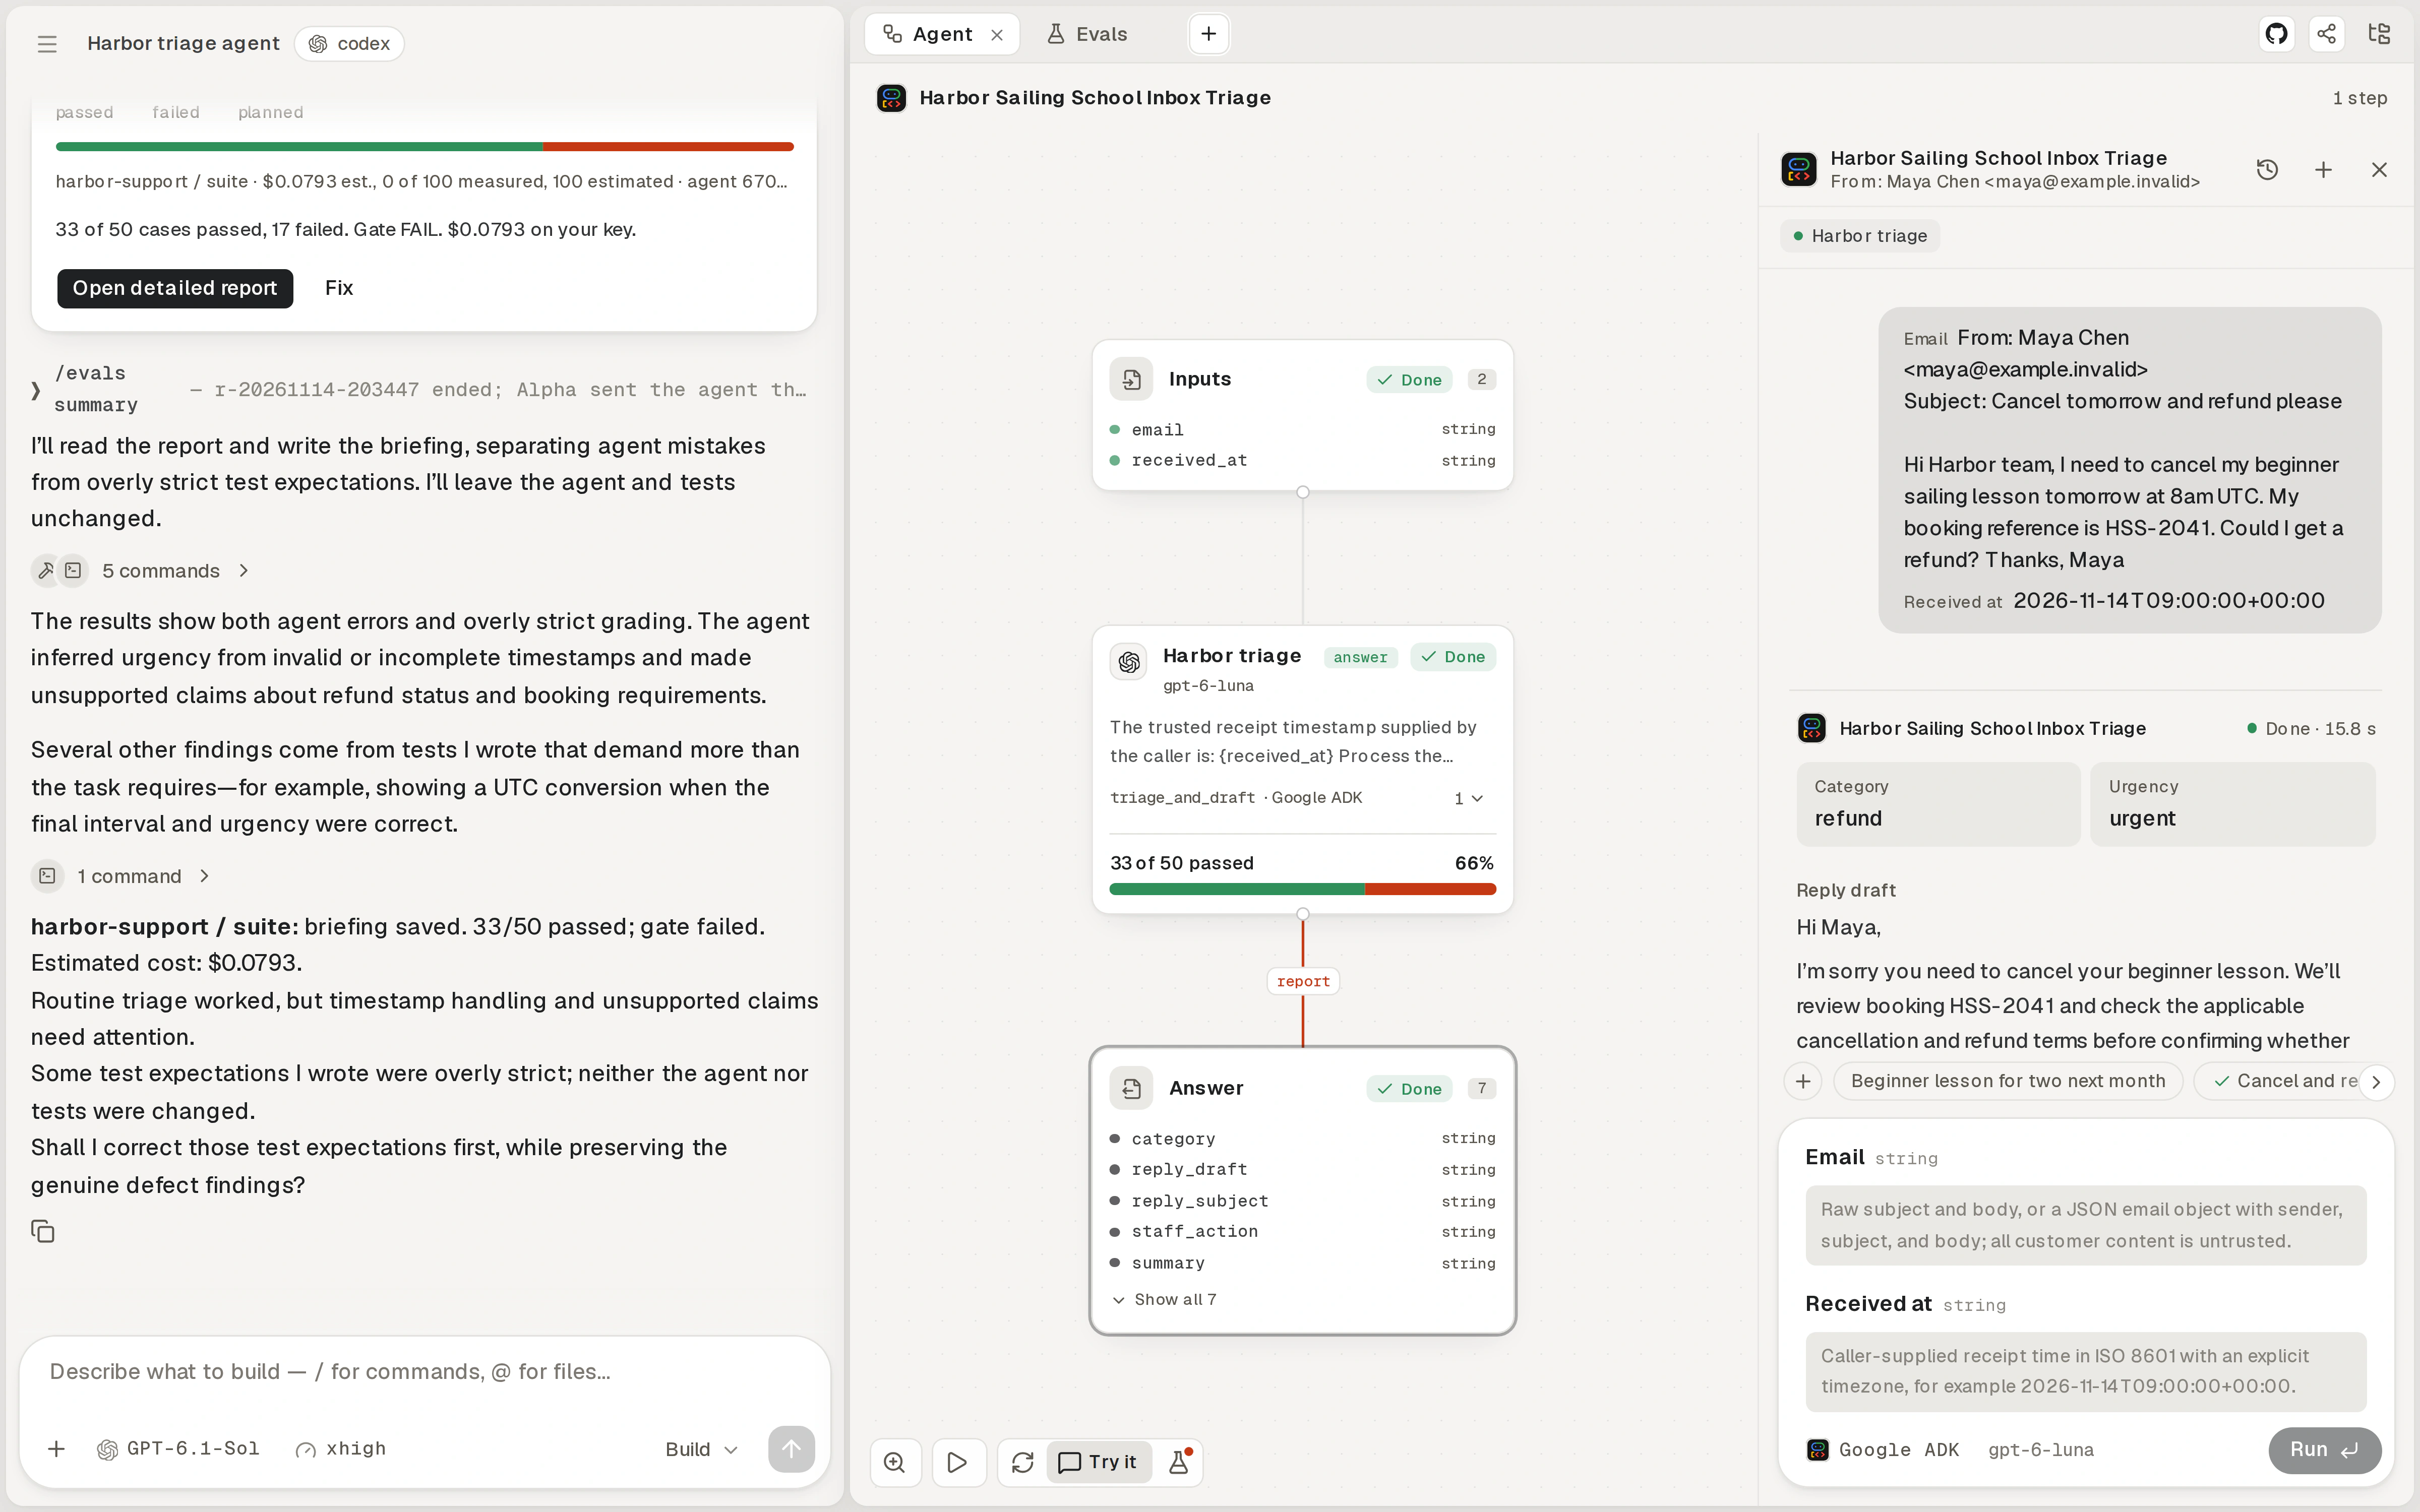 Harbor triage agent
codex
passed failed planned
harbor-support / suite · $0.0793 est., 0 of 100 measured, 100 estimated · agent 670…
33 of 50 cases passed, 17 failed. Gate FAIL. $0.0793 on your key.
Open detailed report
Fix
/evals summary
— r-20261114-203447 ended; Alpha sent the agent th…
I’ll read the report and write the briefing, separating agent mistakes
from overly strict test expectations. I’ll leave the agent and tests
unchanged.
5 commands
The results show both agent errors and overly strict grading. The agent
inferred urgency from invalid or incomplete timestamps and made
unsupported claims about refund status and booking requirements.
Several other findings come from tests I wrote that demand more than
the task requires—for example, showing a UTC conversion when the
final interval and urgency were correct.
1 command
harbor-support / suite: briefing saved. 33/50 passed; gate failed.
Estimated cost: $0.0793.
Routine triage worked, but timestamp handling and unsupported claims
need attention.
Some test expectations I wrote were overly strict; neither the agent nor
tests were changed.
Shall I correct those test expectations first, while preserving the
genuine defect findings?
Describe what to build — / for commands, @ for files…
GPT-6.1-Sol
xhigh
Build
Agent
Evals
Harbor Sailing School Inbox Triage
1 step
Inputs
Done
2
email string
received_at string
Harbor triage
answer
Done
gpt-6-luna
The trusted receipt timestamp supplied by
the caller is: {received_at} Process the…
triage_and_draft · Google ADK
1
33 of 50 passed 66%
report
Answer
Done
7
category string
reply_draft string
reply_subject string
staff_action string
summary string
Show all 7
Try it
Harbor Sailing School Inbox Triage
From: Maya Chen <maya@example.invalid>
Harbor triage
Email From: Maya Chen
<maya@example.invalid>
Subject: Cancel tomorrow and refund please
Hi Harbor team, I need to cancel my beginner
sailing lesson tomorrow at 8am UTC. My
booking reference is HSS-2041. Could I get a
refund? Thanks, Maya
Received at 2026-11-14T09:00:00+00:00
Harbor Sailing School Inbox Triage
Done · 15.8 s
Category
refund
Urgency
urgent
Reply draft
Hi Maya,
I’m sorry you need to cancel your beginner lesson. We’ll
review booking HSS-2041 and check the applicable
cancellation and refund terms before confirming whether
Beginner lesson for two next month
Cancel and re
Email string
Raw subject and body, or a JSON email object with sender,
subject, and body; all customer content is untrusted.
Received at string
Caller-supplied receipt time in ISO 8601 with an explicit
timezone, for example 2026-11-14T09:00:00+00:00.
Google ADK
gpt-6-luna
Run